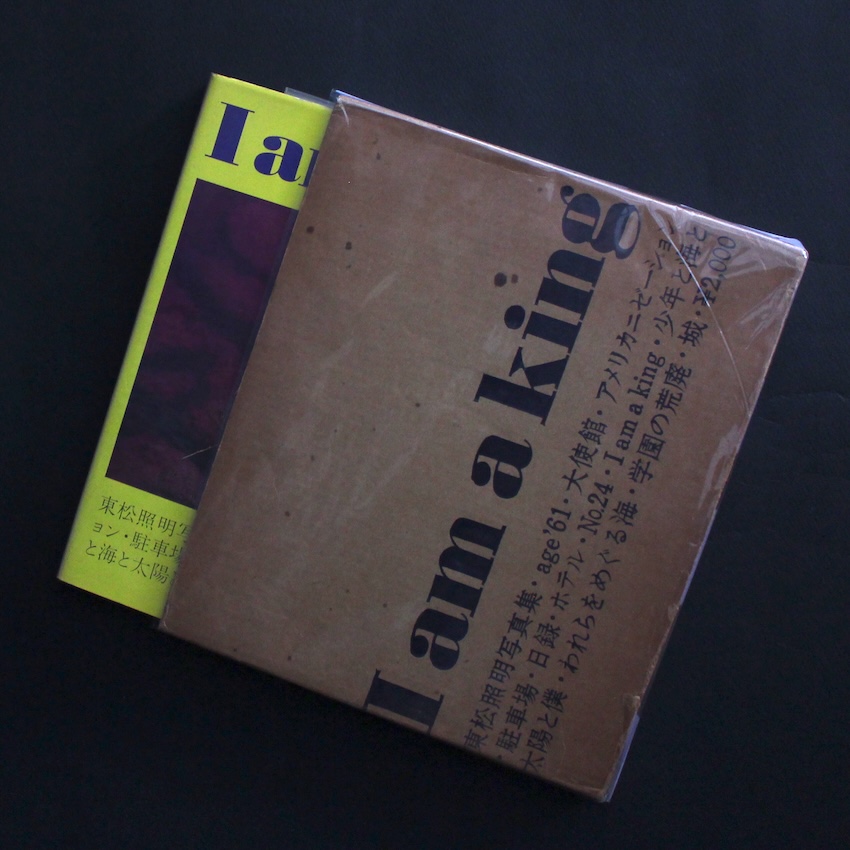 I a
東松照明写
ョン・駐車場
と海と太陽
I am a king
東松照明写真集・age'61・大使館・アメリカニゼーション
・駐車場・日録・ホテル・No.24・I am a king・少年と海と
太陽と僕・われらをめぐる海・学園の荒廃・城・¥2,000